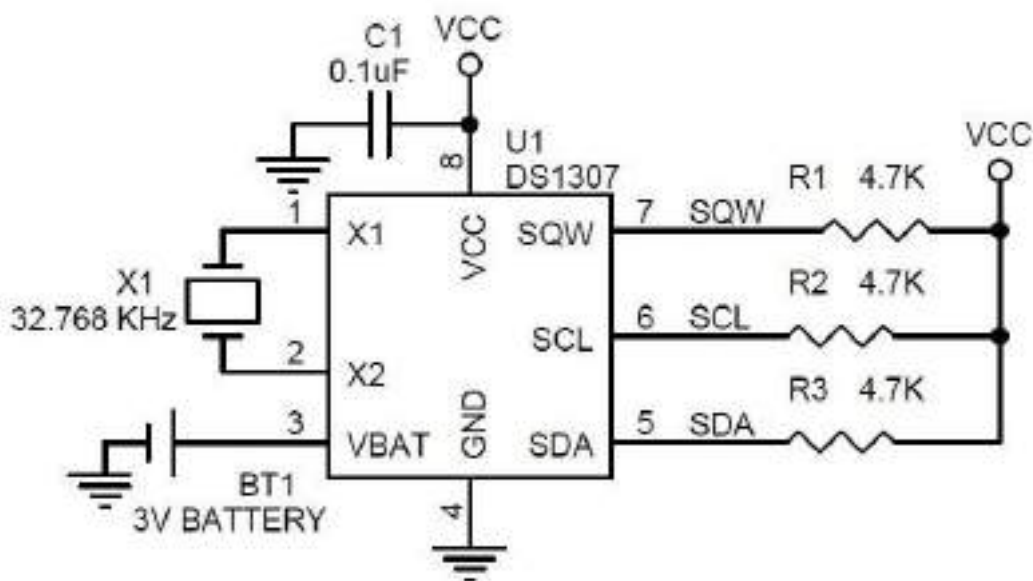 C1
0.1uF
VCC
U1
DS1307
8
VCC
R1 4.7K
1
X1
VCC
SQW
7
SQW
X1
32.768 KHz
R2 4.7K
SCL
6
SCL
2
X2
R3 4.7K
3
VBAT
GND
SDA
5
SDA
BT1
3V BATTERY
4